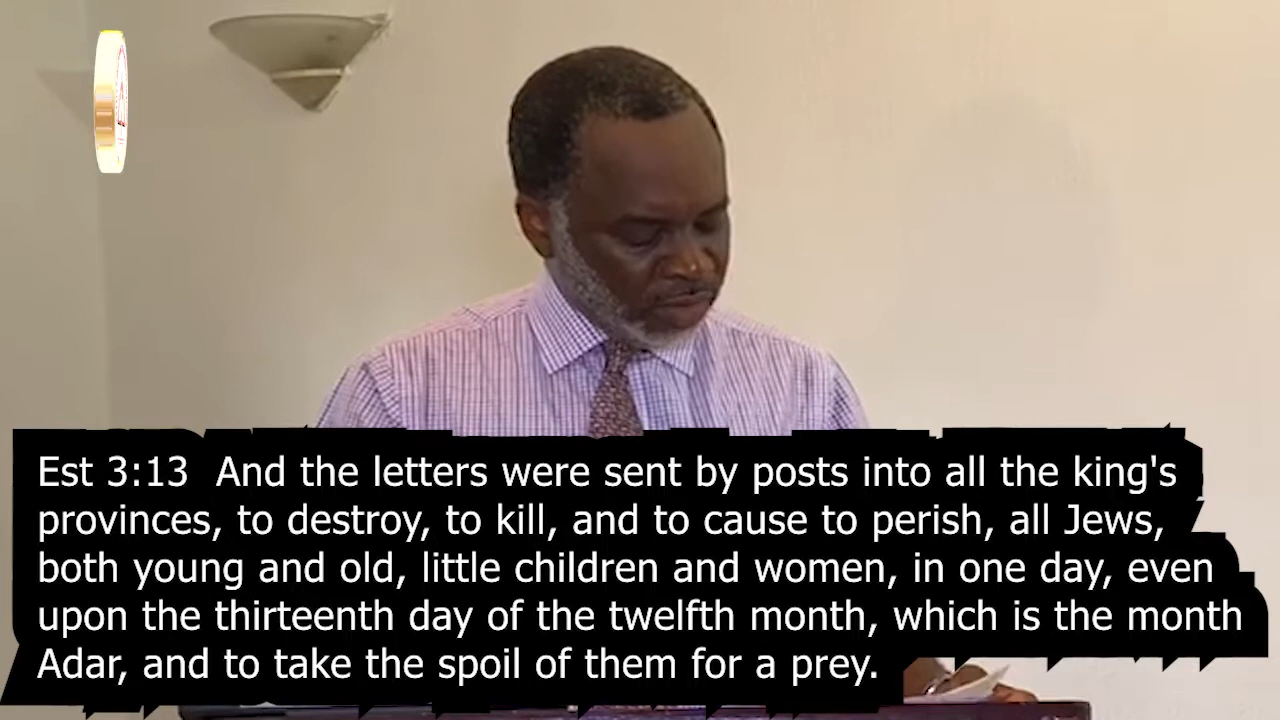 Est 3:13  And the letters were sent by posts into all the king's
provinces, to destroy, to kill, and to cause to perish, all Jews,
both young and old, little children and women, in one day, even
upon the thirteenth day of the twelfth month, which is the month
Adar, and to take the spoil of them for a prey.